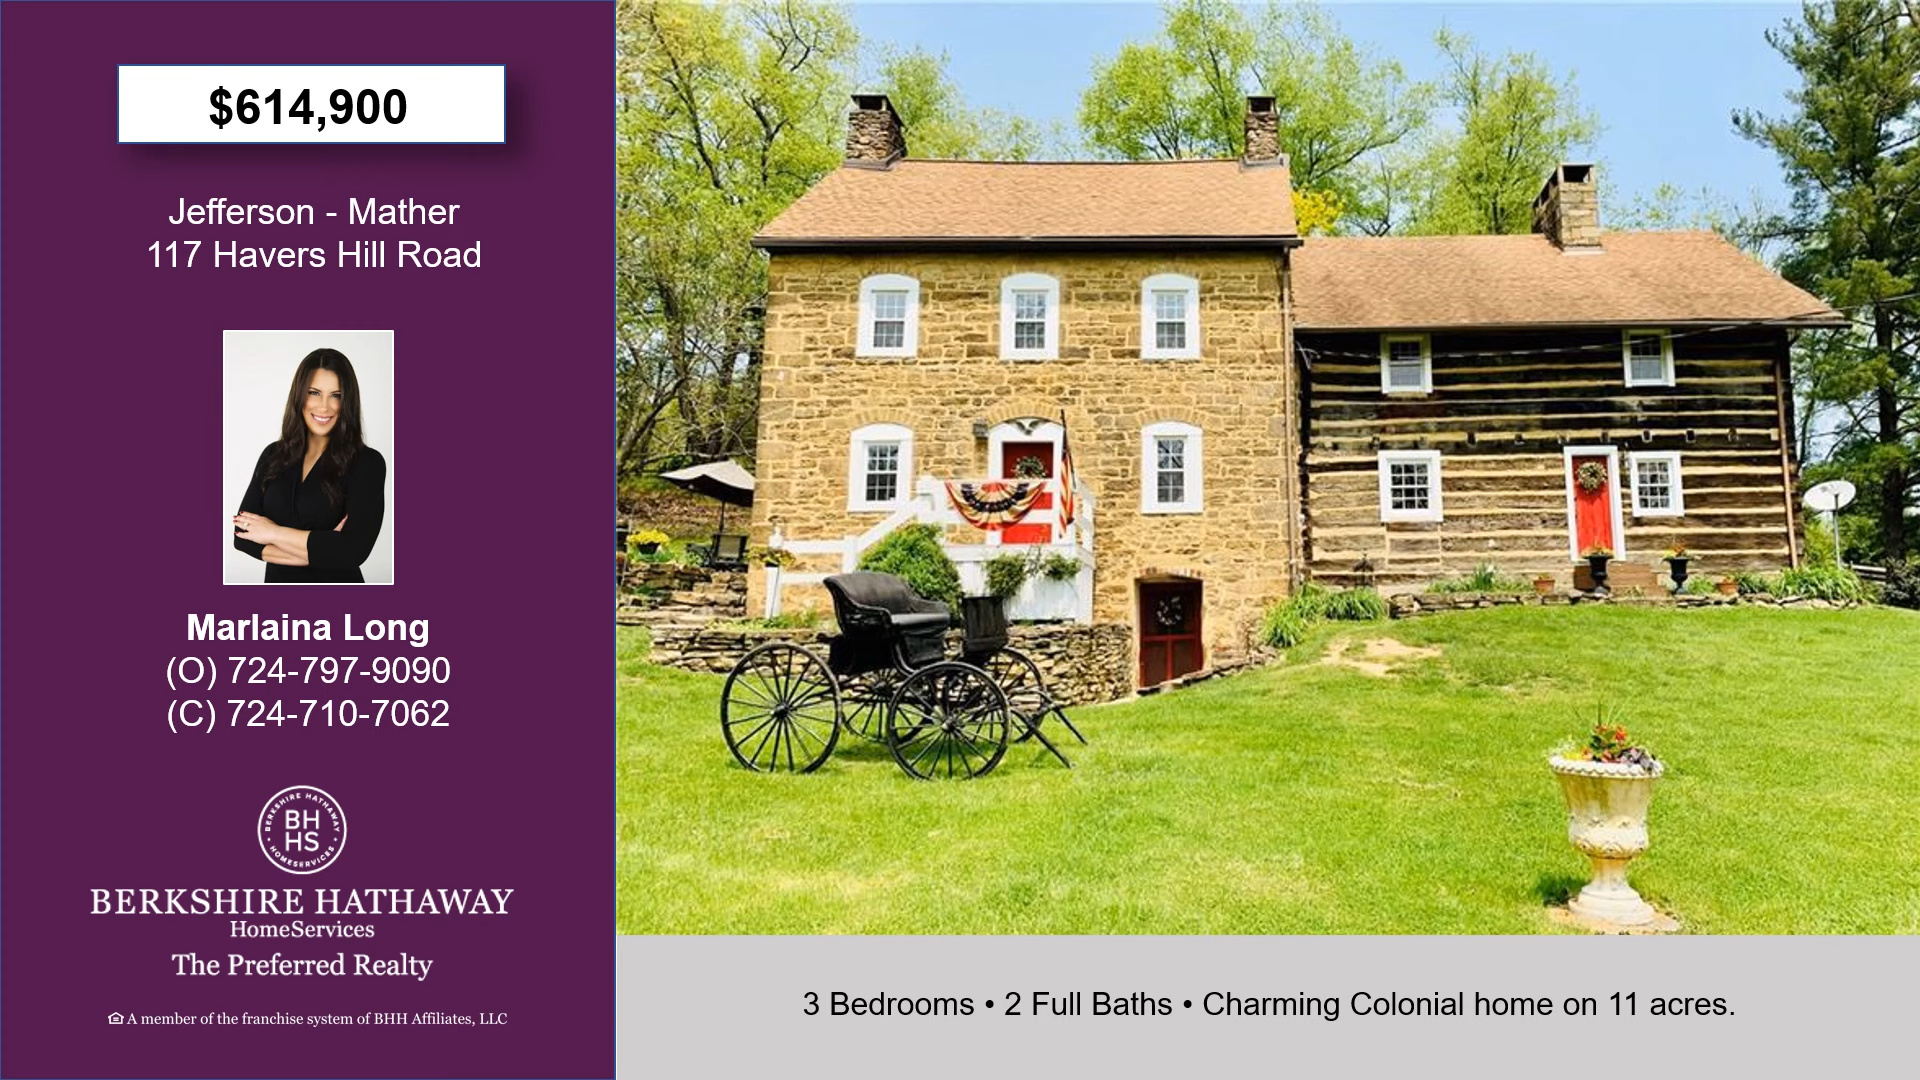 $614,900
Jefferson - Mather
117 Havers Hill Road
Marlaina Long
(O) 724-797-9090
(C) 724-710-7062
BERKSHIRE HATHAWAY
BH
HS
HOMESERVICES
BERKSHIRE HATHAWAY
HomeServices
The Preferred Realty
A member of the franchise system of BHH Affiliates, LLC
3 Bedrooms • 2 Full Baths • Charming Colonial home on 11 acres.